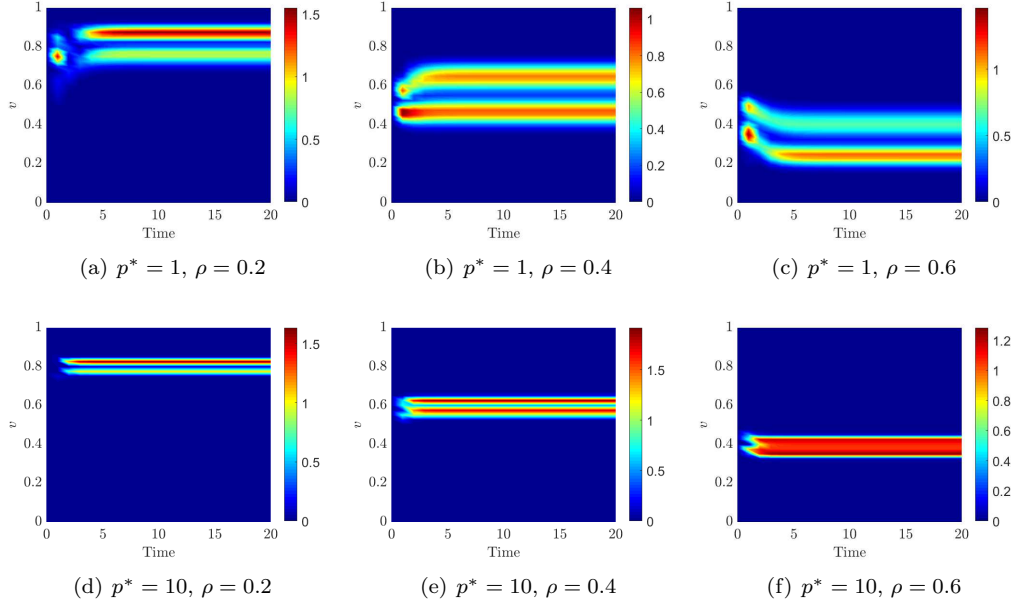 1
0.8
0.6
0.4
0.2
0
v
0 5 10 15 20
Time
1.5
1
0.5
0
(a) p* = 1, ρ = 0.2
1
0.8
0.6
0.4
0.2
0
v
0 5 10 15 20
Time
1
0.8
0.6
0.4
0.2
0
(b) p* = 1, ρ = 0.4
1
0.8
0.6
0.4
0.2
0
v
0 5 10 15 20
Time
1.5
1
0.5
0
(c) p* = 1, ρ = 0.6
1
0.8
0.6
0.4
0.2
0
v
0 5 10 15 20
Time
1.5
1
0.5
0
(d) p* = 10, ρ = 0.2
1
0.8
0.6
0.4
0.2
0
v
0 5 10 15 20
Time
1.5
1
0.5
0
(e) p* = 10, ρ = 0.4
1
0.8
0.6
0.4
0.2
0
v
0 5 10 15 20
Time
1.2
1
0.8
0.6
0.4
0.2
0
(f) p* = 10, ρ = 0.6